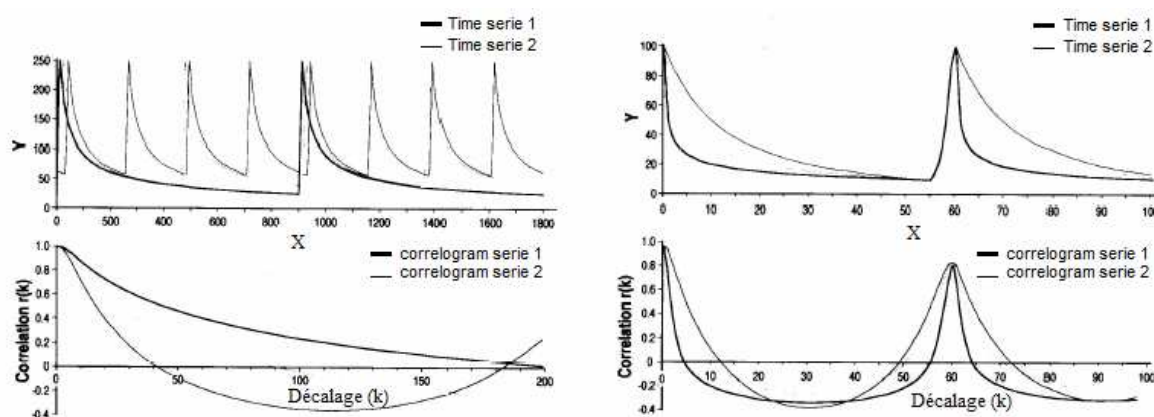 Time serie 1
Time serie 2
250
200
150
100
50
0
Y
0 200 400 600 800 1000 1200 1400 1600 1800
X
correlogram serie 1
correlogram serie 2
1.0
0.8
0.6
0.4
0.2
0
-0.2
-0.4
Correlation r(k)
0 50 100 150 200
Décalage (k)
Time serie 1
Time serie 2
100
80
60
40
20
0
Y
0 5 10 20 30 40 50 60 70 80 90 100
X
correlogram serie 1
correlogram serie 2
1.0
0.8
0.6
0.4
0.2
0
-0.2
-0.4
Correlation r(k)
0 5 10 20 30 40 50 60 70 80 90 100
Décalage (k)